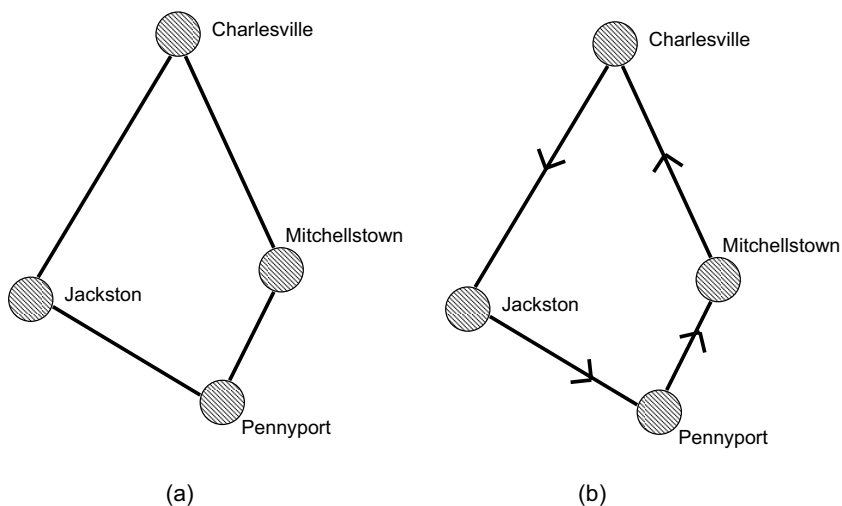 Charlesville
Mitchellstown
Jackston
Pennyport
(a)
Charlesville
Mitchellstown
Jackston
Pennyport
(b)